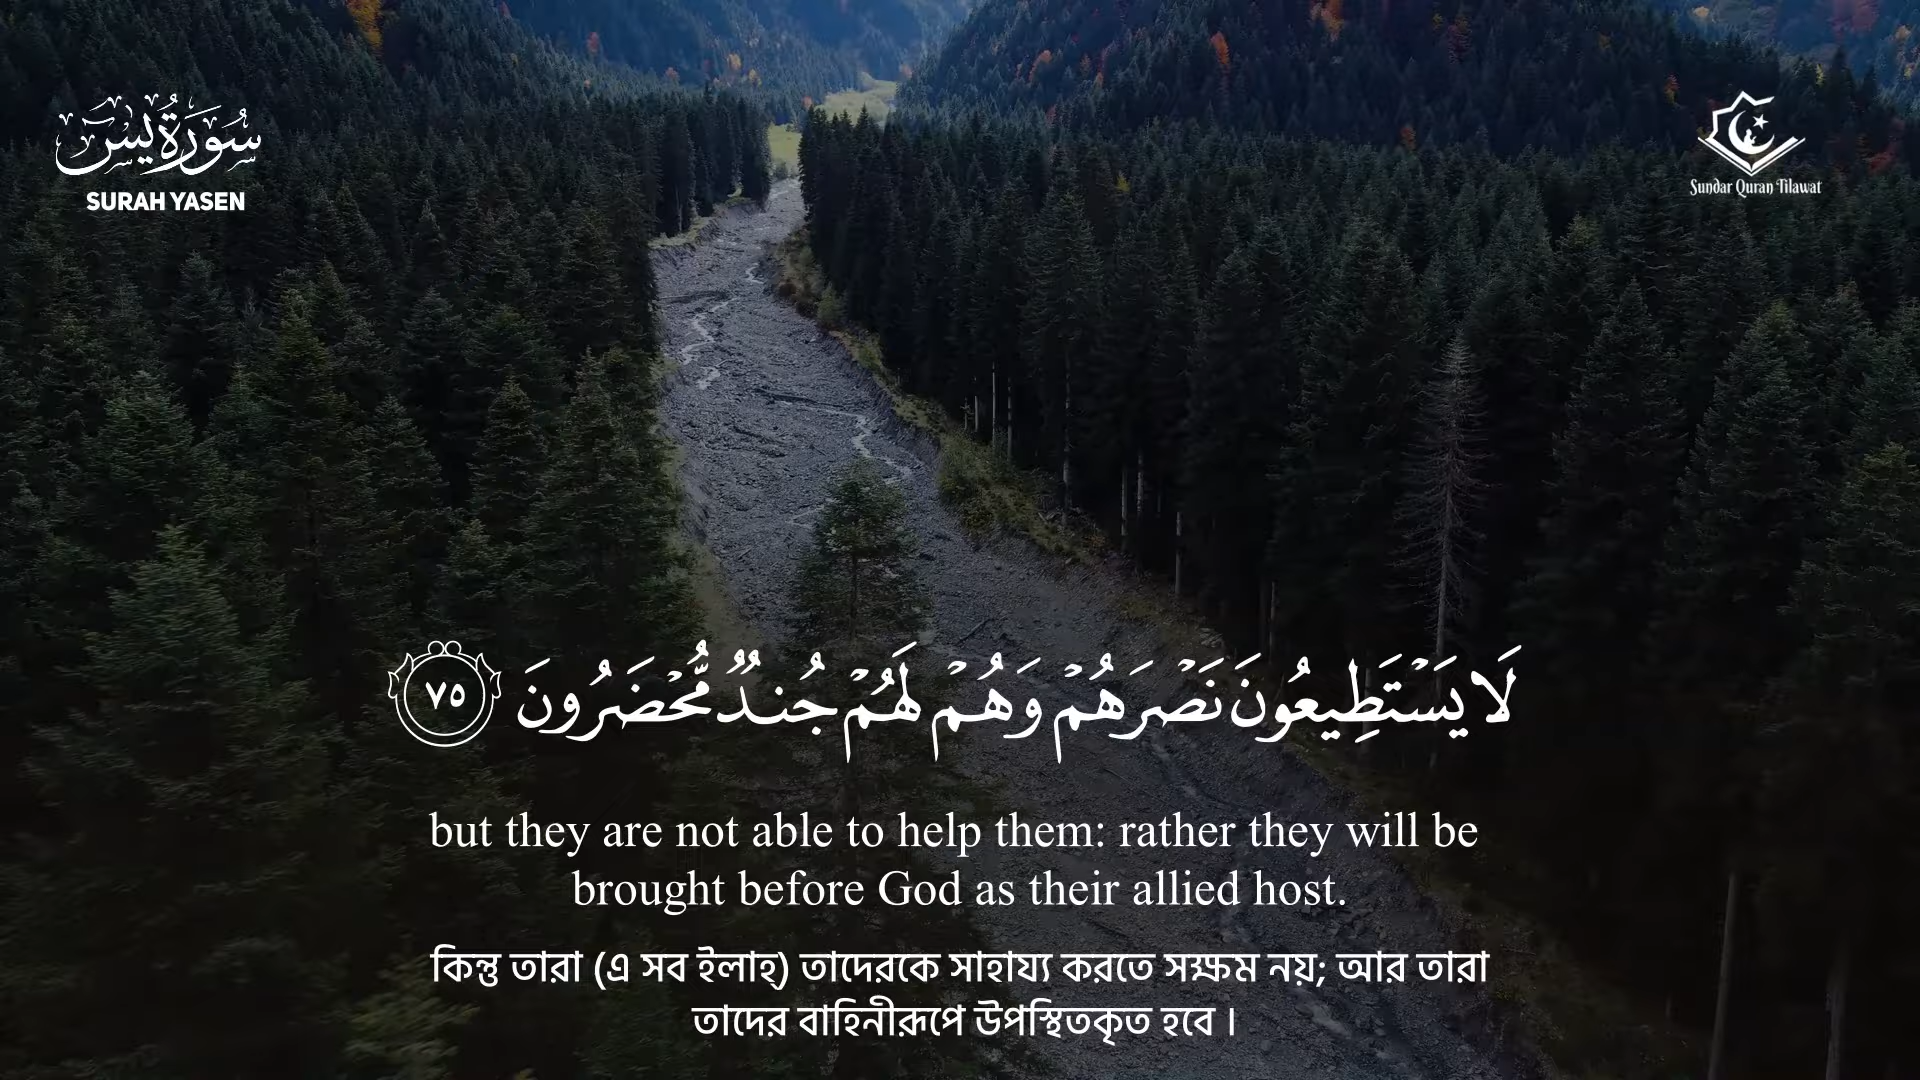 سُورَةُ يس
SURAH YASEN
Sundar Quran Tilawat
لَا يَسۡتَطِيعُونَ نَصۡرَهُمۡ وَهُمۡ لَهُمۡ جُندٞ مُّحۡضَرُونَ ٧٥
but they are not able to help them: rather they will be
brought before God as their allied host.
কিন্তু তারা (এ সব ইলাহ্) তাদেরকে সাহায্য করতে সক্ষম নয়; আর তারা
তাদের বাহিনীরূপে উপস্থিতকৃত হবে।